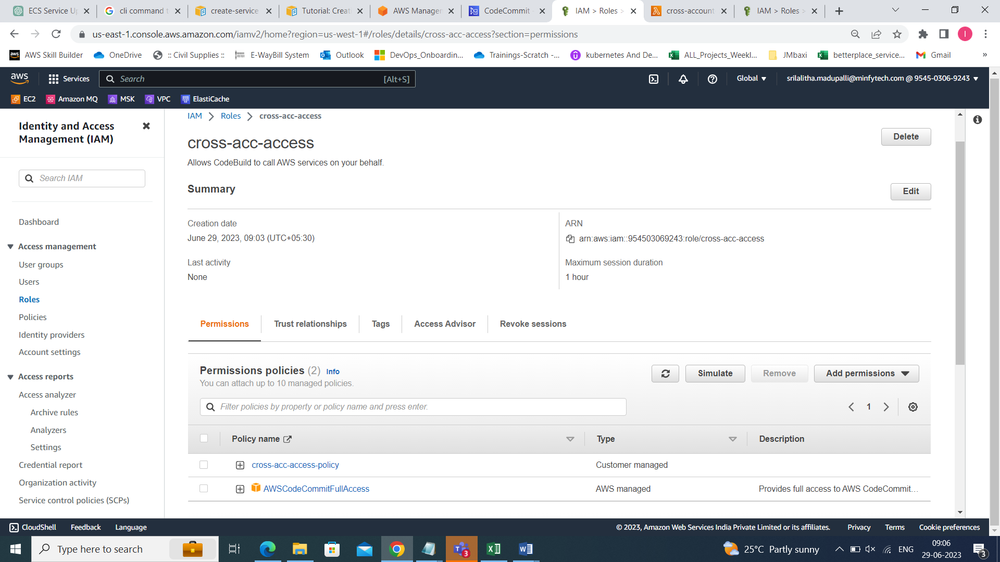 ECS Service Up
cli command t
create-service
Tutorial: Creat
AWS Managem
CodeCommit -
IAM > Roles >
cross-account
IAM > Roles >
us-east-1.console.aws.amazon.com/iamv2/home?region=us-west-1#/roles/details/cross-acc-access?section=permissions
I
AWS Skill Builder
OneDrive
:: Civil Supplies ::
E-WayBill System
Outlook
DevOps_Onboardin...
Trainings-Scratch -...
kubernetes And De...
ALL_Projects_Weekl...
JMbaxi
betterplace_service...
Gmail
»
aws
Services
Search
[Alt+S]
Global
srilalitha.madupalli@minfytech.com @ 9545-0306-9243
EC2
Amazon MQ
MSK
VPC
ElastiCache
Identity and Access
Management (IAM)
Search IAM
Dashboard
Access management
User groups
Users
Roles
Policies
Identity providers
Account settings
Access reports
Access analyzer
Archive rules
Analyzers
Settings
Credential report
Organization activity
Service control policies (SCPs)
IAM
Roles
cross-acc-access
cross-acc-access
Delete
Allows CodeBuild to call AWS services on your behalf.
Summary
Edit
Creation date
June 29, 2023, 09:03 (UTC+05:30)
ARN
arn:aws:iam::954503069243:role/cross-acc-access
Last activity
None
Maximum session duration
1 hour
Permissions
Trust relationships
Tags
Access Advisor
Revoke sessions
Permissions policies (2)
Info
You can attach up to 10 managed policies.
Simulate
Remove
Add permissions
Filter policies by property or policy name and press enter.
1
Policy name
Type
Description
cross-acc-access-policy
Customer managed
AWSCodeCommitFullAccess
AWS managed
Provides full access to AWS CodeCommit…
CloudShell
Feedback
Language
© 2023, Amazon Web Services India Private Limited or its affiliates.
Privacy
Terms
Cookie preferences
Type here to search
3
25°C Partly sunny
ENG
09:06
29-06-2023
3